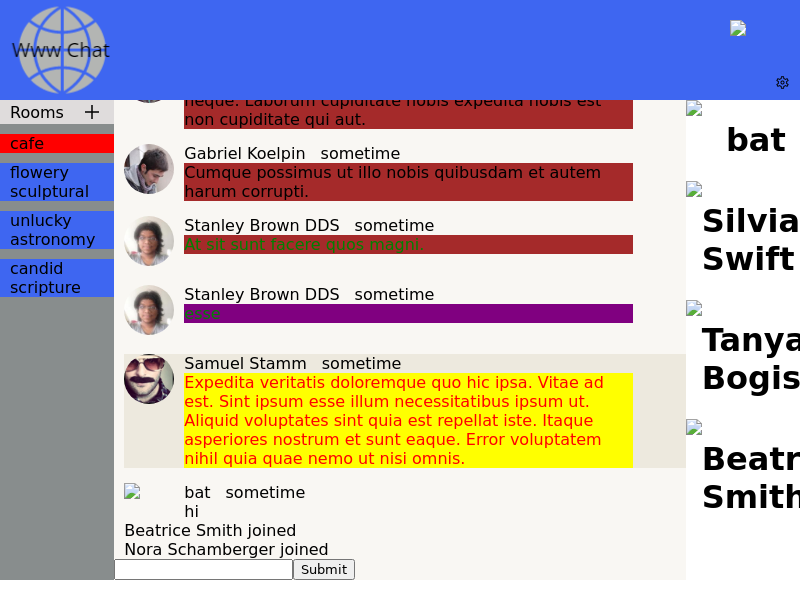 Www Chat
Rooms
cafe
flowery
sculptural
unlucky
astronomy
candid
scripture
neque. Laborum cupiditate nobis expedita nobis est
non cupiditate qui aut.
Gabriel Koelpin sometime
Cumque possimus ut illo nobis quibusdam et autem
harum corrupti.
Stanley Brown DDS sometime
At sit sunt facere quos magni.
Stanley Brown DDS sometime
esse
Samuel Stamm sometime
Expedita veritatis doloremque quo hic ipsa. Vitae ad
est. Sint ipsum esse illum necessitatibus ipsum ut.
Aliquid voluptates sint quia est repellat iste. Itaque
asperiores nostrum et sunt eaque. Error voluptatem
nihil quia quae nemo ut nisi omnis.
bat sometime
hi
Beatrice Smith joined
Nora Schamberger joined
Submit
bat
Silvia
Swift
Tanya
Bogis
Beatr
Smith